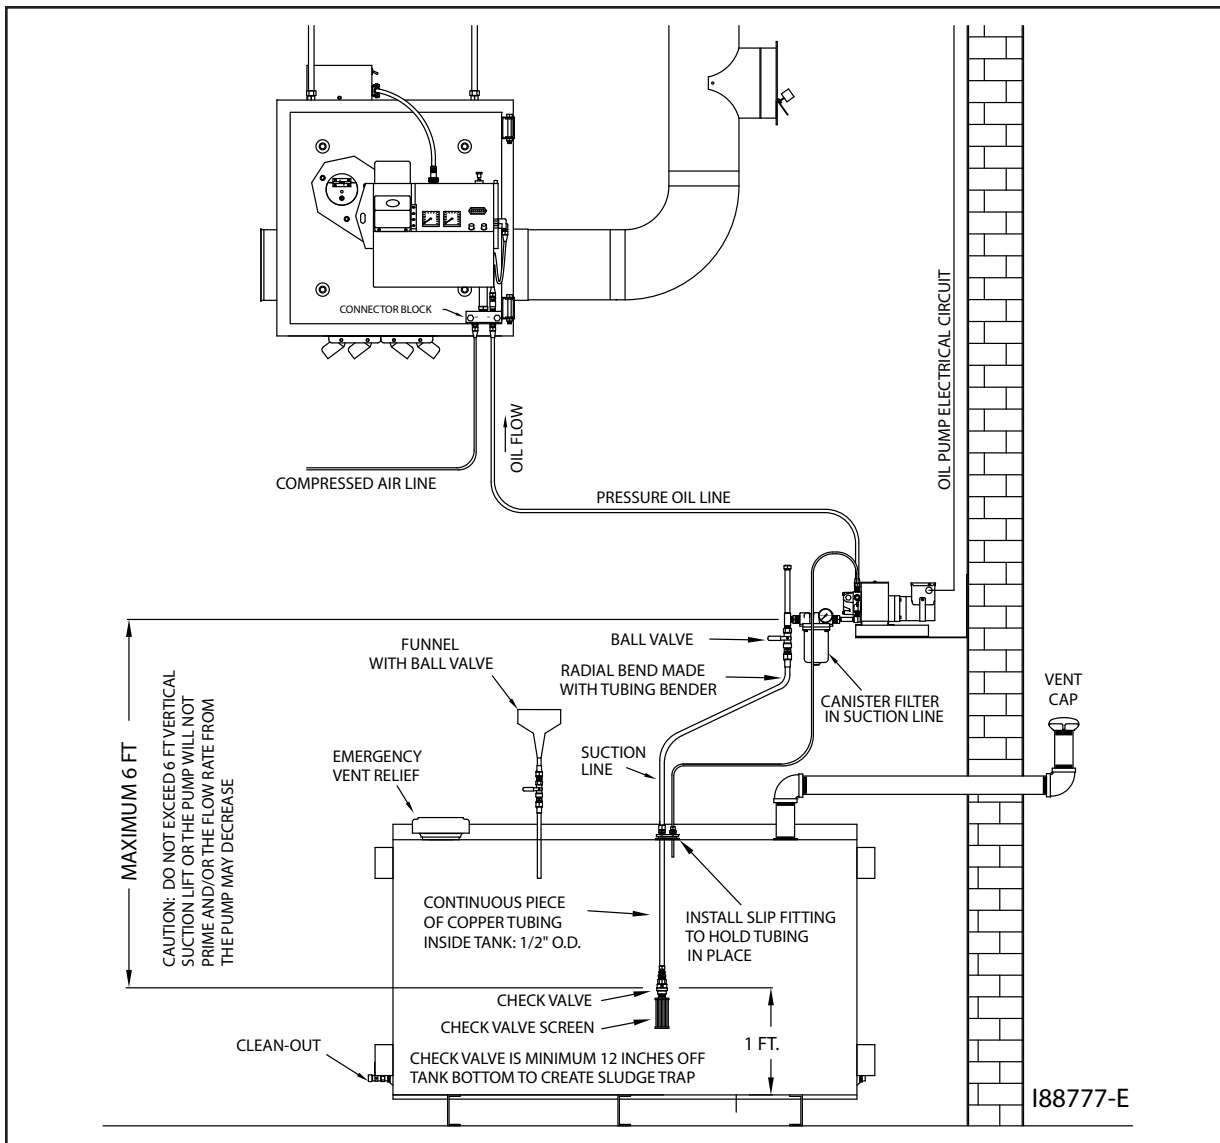 CONNECTOR BLOCK
OIL FLOW
COMPRESSED AIR LINE
PRESSURE OIL LINE
OIL PUMP ELECTRICAL CIRCUIT
BALL VALVE
FUNNEL
WITH BALL VALVE
RADIAL BEND MADE
WITH TUBING BENDER
CANISTER FILTER
IN SUCTION LINE
VENT
CAP
MAXIMUM 6 FT
CAUTION: DO NOT EXCEED 6 FT VERTICAL
SUCTION LIFT OR THE PUMP WILL NOT
PRIME AND/OR THE FLOW RATE FROM
THE PUMP MAY DECREASE
EMERGENCY
VENT RELIEF
SUCTION
LINE
CONTINUOUS PIECE
OF COPPER TUBING
INSIDE TANK: 1/2" O.D.
INSTALL SLIP FITTING
TO HOLD TUBING
IN PLACE
CHECK VALVE
CHECK VALVE SCREEN
1 FT.
CLEAN-OUT
CHECK VALVE IS MINIMUM 12 INCHES OFF
TANK BOTTOM TO CREATE SLUDGE TRAP
I88777-E